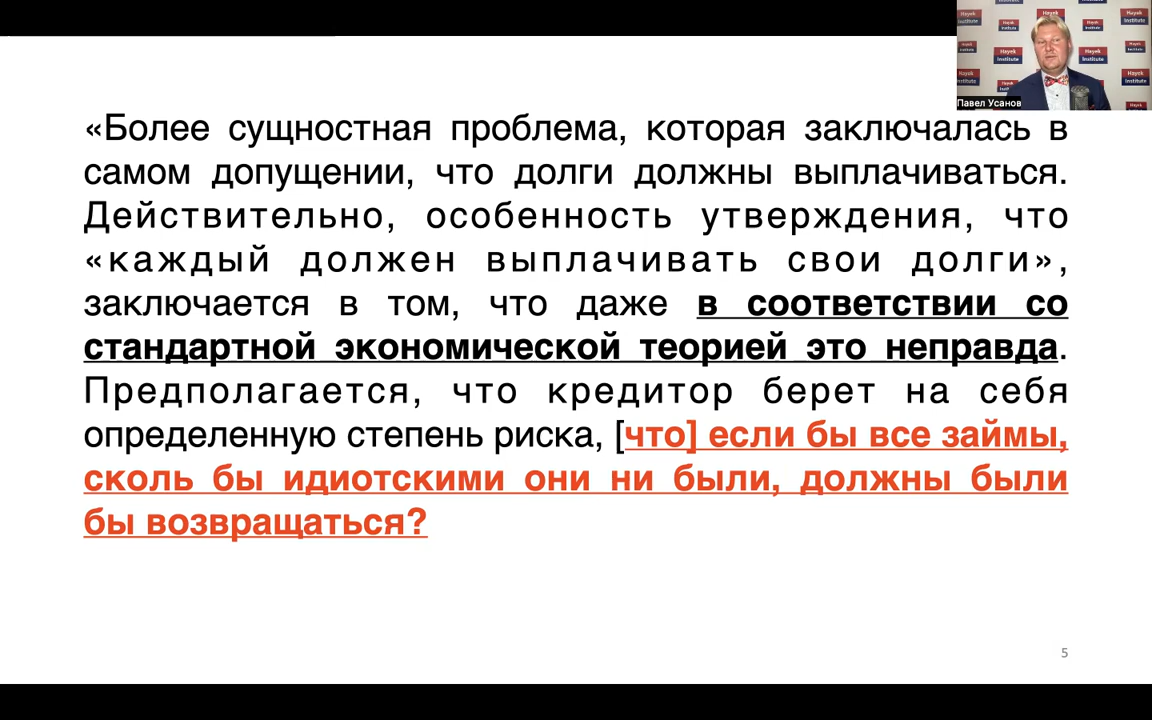 Hayek
Institute
Павел Усанов
«Более сущностная проблема, которая заключалась в
самом допущении, что долги должны выплачиваться.
Действительно, особенность утверждения, что
«каждый должен выплачивать свои долги»,
заключается в том, что даже в соответствии со
стандартной экономической теорией это неправда.
Предполагается, что кредитор берет на себя
определенную степень риска, [что] если бы все займы,
сколь бы идиотскими они ни были, должны были
бы возвращаться?
5